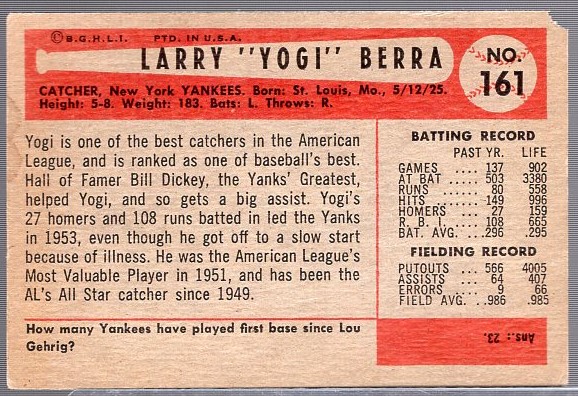 © B.G.H.L.I. PTD. IN U.S.A.
LARRY "YOGI" BERRA
NO.
161
CATCHER, New York YANKEES. Born: St. Louis, Mo., 5/12/25.
Height: 5-8. Weight: 183. Bats: L. Throws: R.
Yogi is one of the best catchers in the American
League, and is ranked as one of baseball's best.
Hall of Famer Bill Dickey, the Yanks' Greatest,
helped Yogi, and so gets a big assist. Yogi's
27 homers and 108 runs batted in led the Yanks
in 1953, even though he got off to a slow start
because of illness. He was the American League's
Most Valuable Player in 1951, and has been the
AL's All Star catcher since 1949.
BATTING RECORD
PAST YR. LIFE
GAMES .... 137 902
AT BAT .... 503 3380
RUNS .... 80 558
HITS .... 149 996
HOMERS .. 27 159
R. B. I. ... 108 665
BAT. AVG... .296 .295
FIELDING RECORD
PUTOUTS .. 566 4005
ASSISTS .. 64 407
ERRORS ... 9 66
FIELD AVG. . .986 .985
How many Yankees have played first base since Lou
Gehrig?
Ans.: 23.